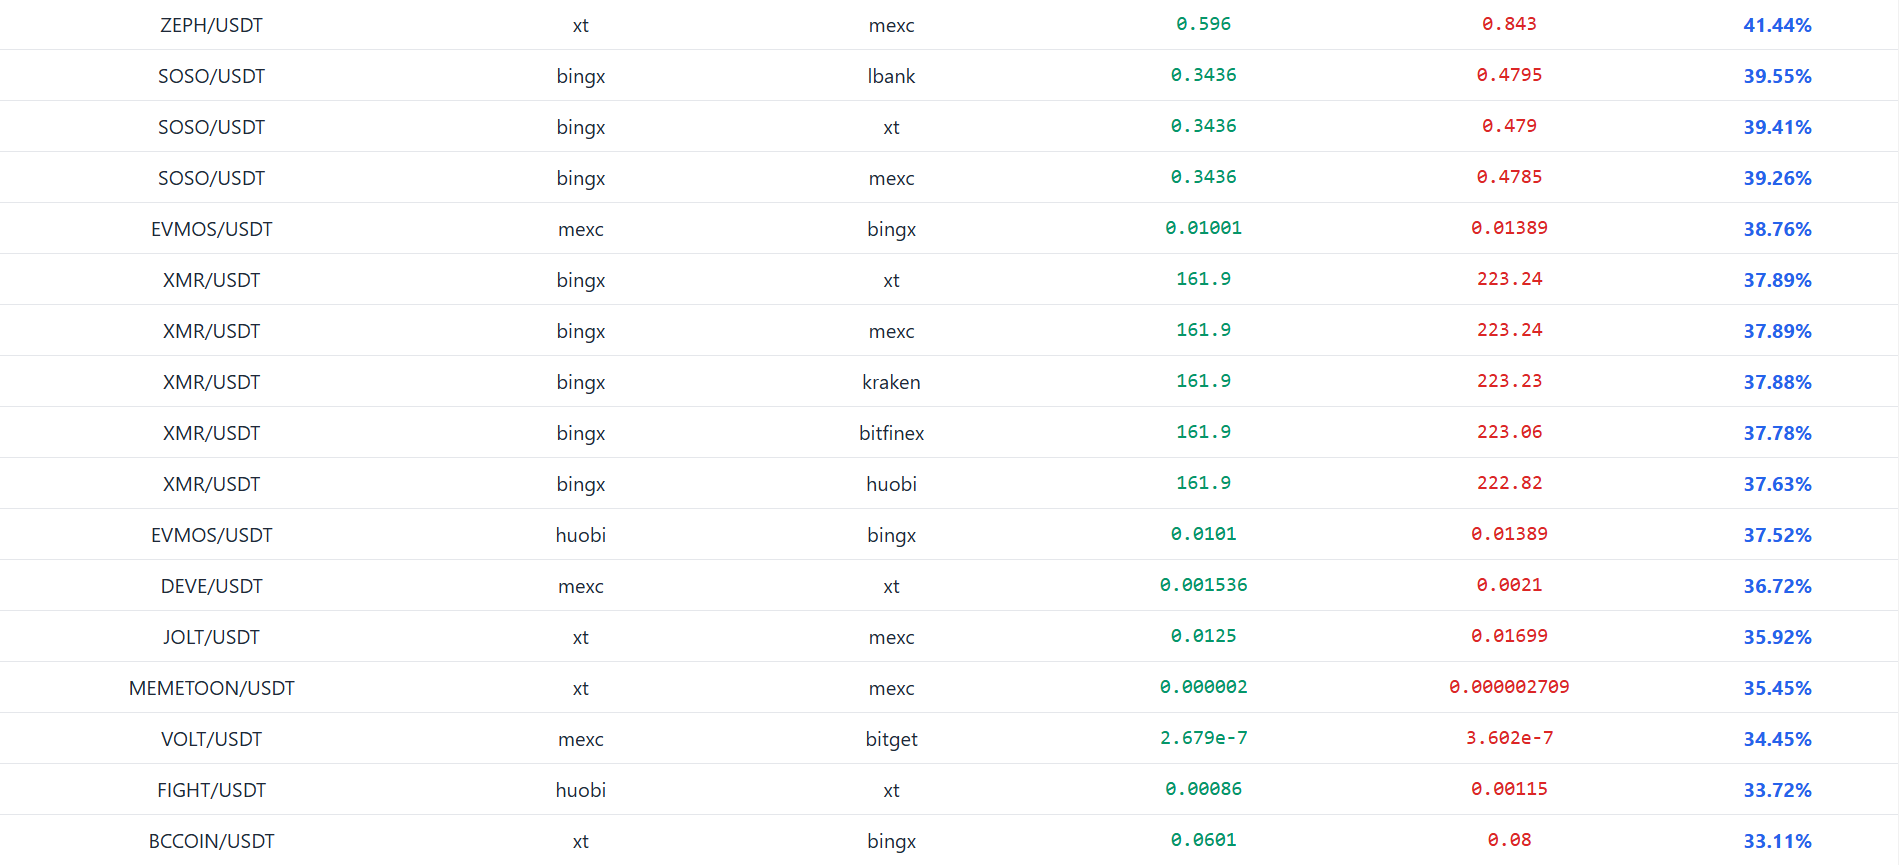 ZEPH/USDT xt mexc 0.596 0.843 41.44%
SOSO/USDT bingx lbank 0.3436 0.4795 39.55%
SOSO/USDT bingx xt 0.3436 0.479 39.41%
SOSO/USDT bingx mexc 0.3436 0.4785 39.26%
EVMOS/USDT mexc bingx 0.01001 0.01389 38.76%
XMR/USDT bingx xt 161.9 223.24 37.89%
XMR/USDT bingx mexc 161.9 223.24 37.89%
XMR/USDT bingx kraken 161.9 223.23 37.88%
XMR/USDT bingx bitfinex 161.9 223.06 37.78%
XMR/USDT bingx huobi 161.9 222.82 37.63%
EVMOS/USDT huobi bingx 0.0101 0.01389 37.52%
DEVE/USDT mexc xt 0.001536 0.0021 36.72%
JOLT/USDT xt mexc 0.0125 0.01699 35.92%
MEMETOON/USDT xt mexc 0.000002 0.000002709 35.45%
VOLT/USDT mexc bitget 2.679e-7 3.602e-7 34.45%
FIGHT/USDT huobi xt 0.00086 0.00115 33.72%
BCCOIN/USDT xt bingx 0.0601 0.08 33.11%